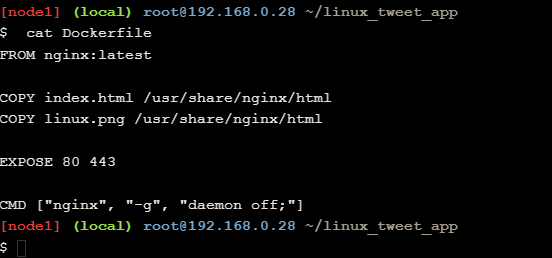 [node1] (local) root@192.168.0.28 ~/linux_tweet_app
$  cat Dockerfile
FROM nginx:latest

COPY index.html /usr/share/nginx/html
COPY linux.png /usr/share/nginx/html

EXPOSE 80 443

CMD ["nginx", "-g", "daemon off;"]
[node1] (local) root@192.168.0.28 ~/linux_tweet_app
$